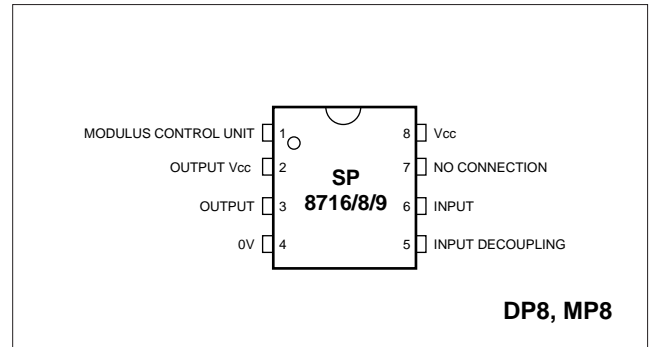 MODULUS CONTROL UNIT 1 8 Vcc
OUTPUT Vcc 2 SP 7 NO CONNECTION
OUTPUT 3 8716/8/9 6 INPUT
0V 4 5 INPUT DECOUPLING
DP8, MP8